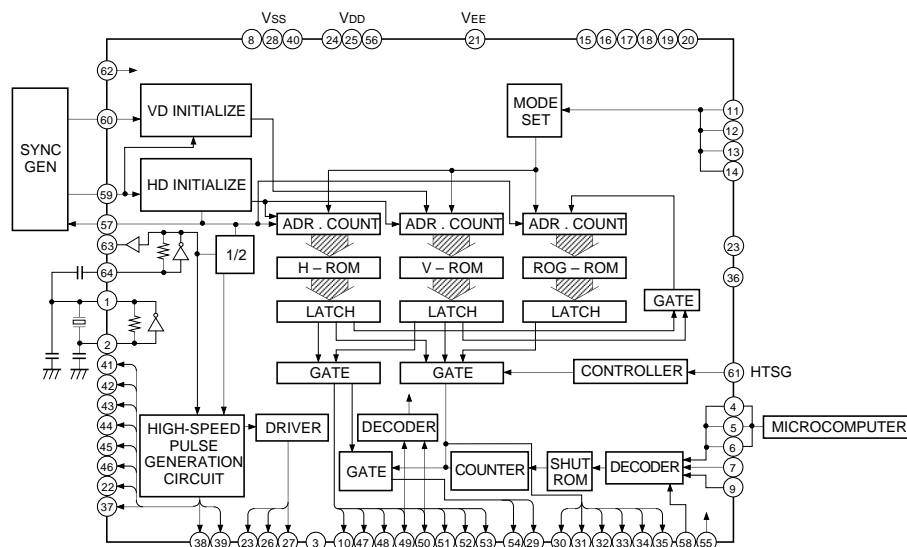 VSS VDD VEE
8 28 40 24 25 56 21 15 16 17 18 19 20
62
SYNC GEN
60
VD INITIALIZE
MODE SET
11
12
13
14
59
HD INITIALIZE
57
ADR . COUNT ADR . COUNT ADR . COUNT
63
1/2
23
64
H – ROM V – ROM ROG-ROM
36
1
LATCH LATCH LATCH
GATE
2
41
GATE GATE CONTROLLER 61 HTSG
42
43
44
45
46
22
37
HIGH-SPEED PULSE GENERATION CIRCUIT
DRIVER
DECODER
GATE
COUNTER
SHUT ROM
DECODER
4
5
6
7
9
MICROCOMPUTER
38 39 23 26 27 3 10 47 48 49 50 51 52 53 54 29 30 31 32 33 34 35 58 55